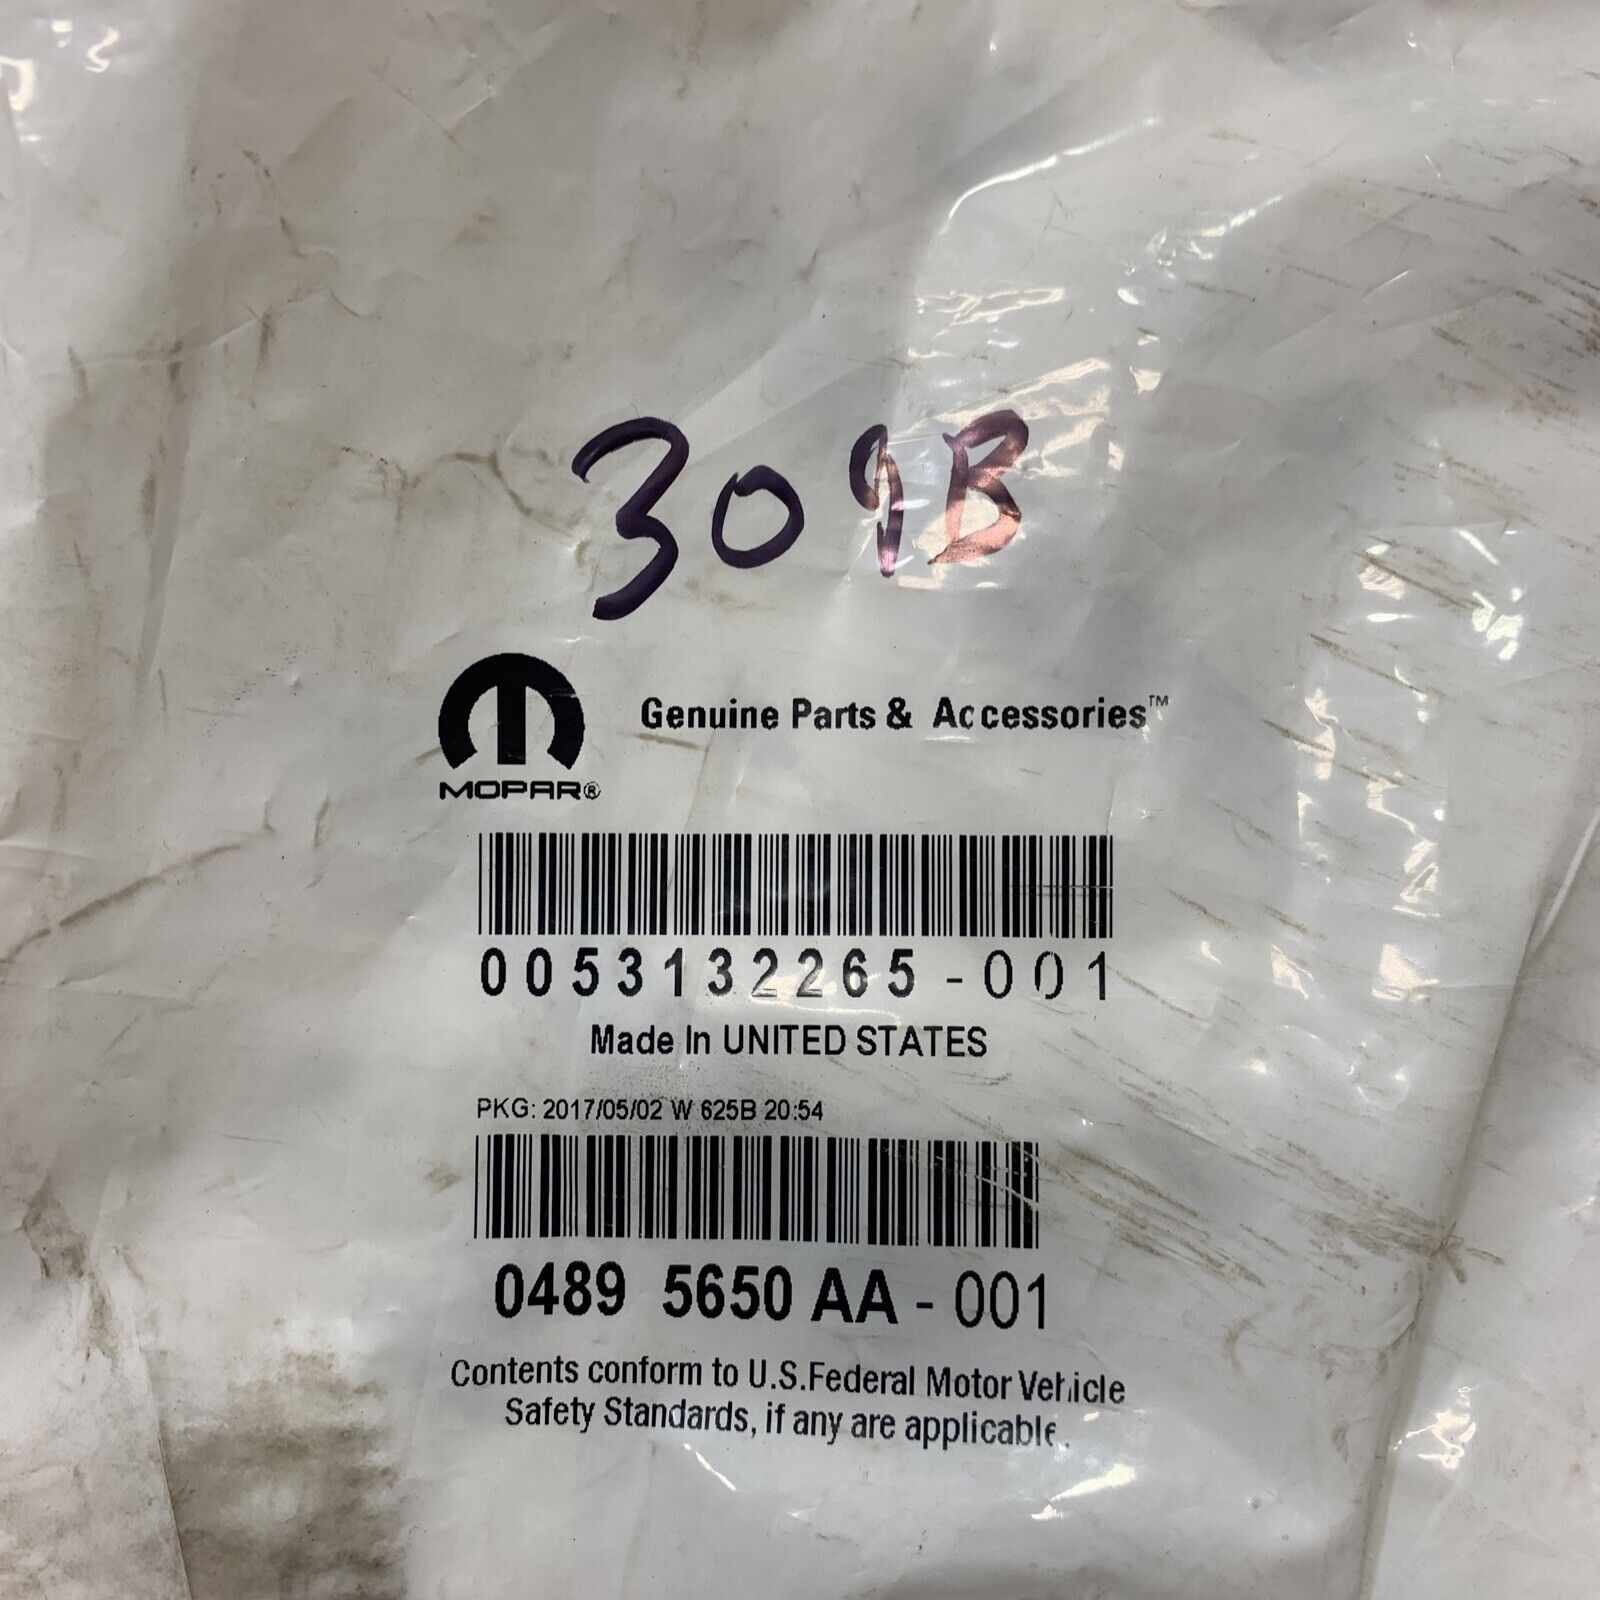 309B
Genuine Parts & Accessories™
MOPAR®
0053132265-001
Made In UNITED STATES
PKG: 2017/05/02 W 625B 20:54
0489 5650 AA-001
Contents conform to U.S.Federal Motor Vehicle
Safety Standards, if any are applicable.